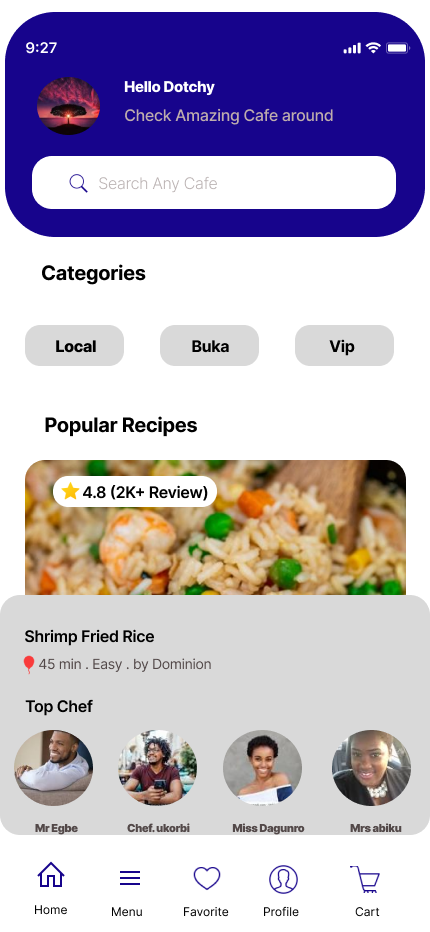 9:27
Hello Dotchy
Check Amazing Cafe around
Search Any Cafe
Categories
Local Buka Vip
Popular Recipes
4.8 (2K+ Review)
Shrimp Fried Rice
45 min . Easy . by Dominion
Top Chef
Mr Egbe Chef. ukorbi Miss Dagunro Mrs abiku
Home Menu Favorite Profile Cart